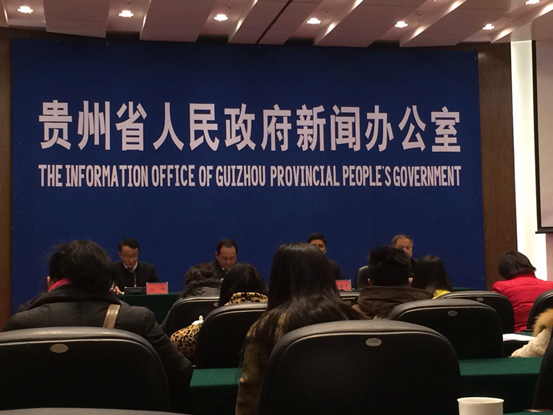 贵州省人民政府新闻办公室
THE INFORMATION OFFICE OF GUIZHOU PROVINCIAL PEOPLE'S GOVERNMENT